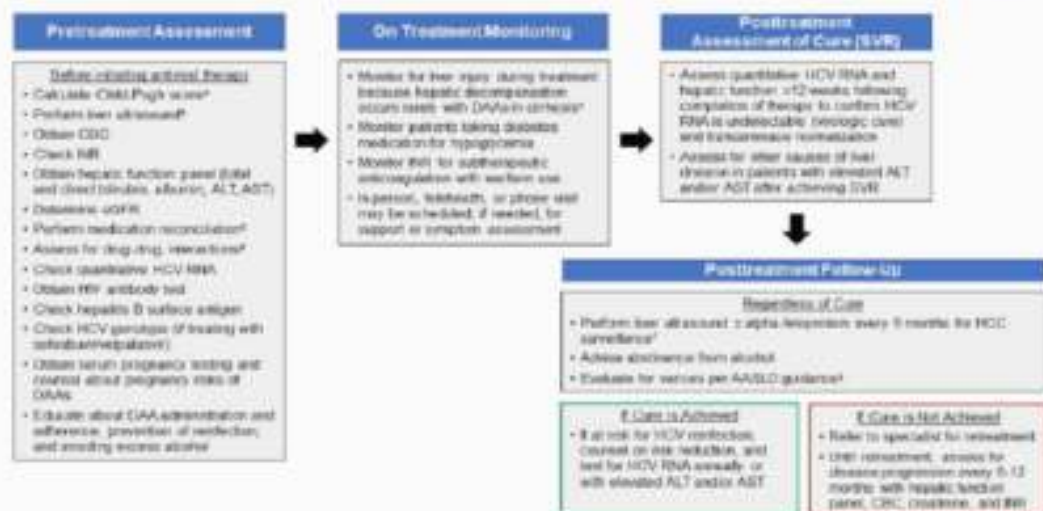 Pretreatment Assessment
Before initiating antiviral therapy
• Calculate Child-Pugh score
• Perform liver ultrasound
• Obtain CBC
• Check INR
• Obtain hepatic function panel (total
and direct bilirubin, albumin, ALT, AST)
• Determine eGFR
• Perform medication reconciliation
• Assess for drug-drug, interactions
• Check quantitative HCV RNA
• Obtain HIV antibody test
• Check hepatitis B surface antigen
• Check HCV genotype if treating with
sofosbuvir/velpatasvir
• Obtain serum pregnancy testing and
counsel about pregnancy risks of
DAAs
• Educate about DAA administration and
adherence, prevention of reinfection,
and avoiding excess alcohol
On Treatment Monitoring
• Monitor for liver injury during treatment
because hepatic decompensation
occurs rarely with DAAs in cirrhosis
• Monitor patients taking diabetes
medication for hypoglycemia
• Monitor INR for subtherapeutic
anticoagulation with warfarin use
• In-person, telehealth, or phone visit
may be scheduled, if needed, for
support or symptom assessment
Posttreatment
Assessment of Cure (SVR)
• Assess quantitative HCV RNA and
hepatic function ≥12 weeks following
completion of therapy to confirm HCV
RNA is undetectable (virologic cure)
and transaminase normalization
• Assess for other causes of liver
disease in patients with elevated ALT
and/or AST after achieving SVR
Posttreatment Follow-Up
Regardless of Cure
• Perform liver ultrasound ± alpha-fetoprotein every 6 months for HCC
surveillance
• Advise abstinence from alcohol
• Evaluate for varices per AASLD guidance
If Cure is Achieved
• If at risk for HCV reinfection,
counsel on risk reduction, and
test for HCV RNA annually or
with elevated ALT and/or AST
If Cure is Not Achieved
• Refer to specialist for retreatment
• Until retreatment, assess for
disease progression every 6-12
months with hepatic function
panel, CBC, creatinine, and INR